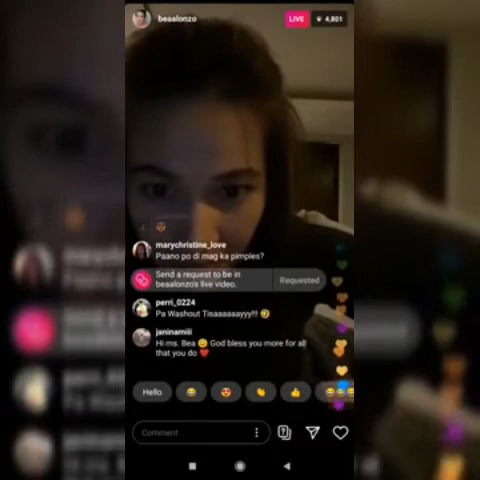 beaalonzo
LIVE
4,801
marychristine_love
Paano po di mag ka pimples?
Send a request to be in
beaalonzo's live video.
Requested
perri_0224
Pa Washout Tisaaaaaayyy!!! 🤣
janinamiii
Hi ms. Bea 😊 God bless you more for all
that you do ❤️
Hello
Comment